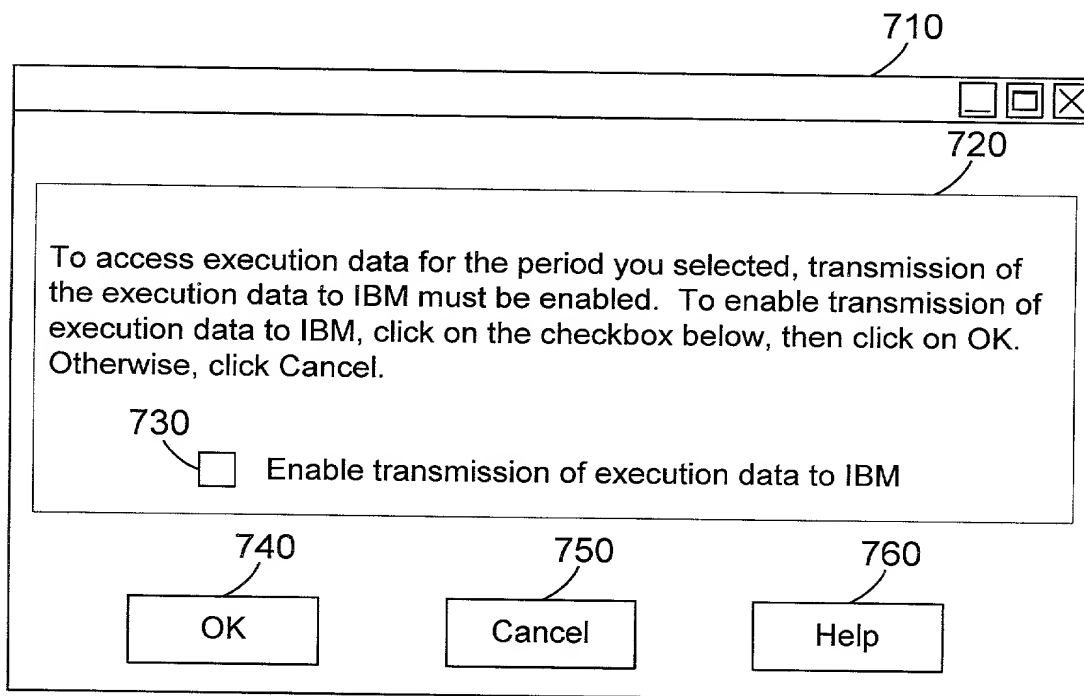 710
720
To access execution data for the period you selected, transmission of
the execution data to IBM must be enabled.  To enable transmission of
execution data to IBM, click on the checkbox below, then click on OK.
Otherwise, click Cancel.
730
Enable transmission of execution data to IBM
740 750 760
OK Cancel Help